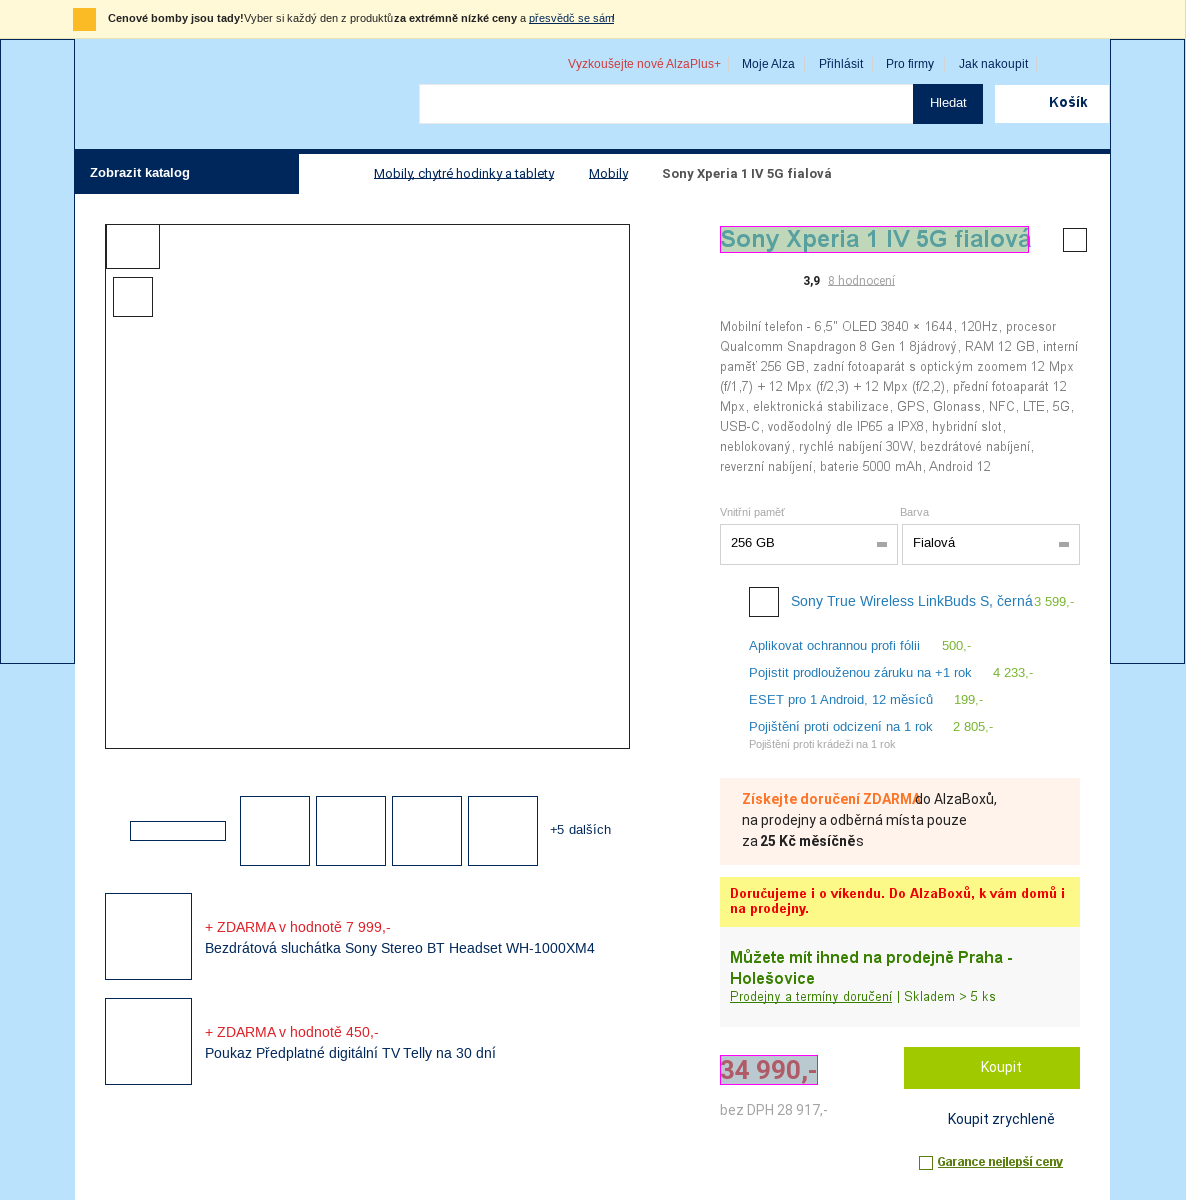 Cenové bomby jsou tady! Vyber si každý den z produktů za extrémně nízké ceny a přesvědč se sám!
Vyzkoušejte nové AlzaPlus+
Moje Alza
Přihlásit
Pro firmy
Jak nakoupit
Hledat
Košík
Zobrazit katalog
Mobily, chytré hodinky a tablety
Mobily
Sony Xperia 1 IV 5G fialová
Sony Xperia 1 IV 5G fialová
3,9 8 hodnocení
Mobilní telefon - 6,5" OLED 3840 × 1644, 120Hz, procesor
Qualcomm Snapdragon 8 Gen 1 8jádrový, RAM 12 GB, interní
paměť 256 GB, zadní fotoaparát s optickým zoomem 12 Mpx
(f/1,7) + 12 Mpx (f/2,3) + 12 Mpx (f/2,2), přední fotoaparát 12
Mpx, elektronická stabilizace, GPS, Glonass, NFC, LTE, 5G,
USB-C, voděodolný dle IP65 a IPX8, hybridní slot,
neblokovaný, rychlé nabíjení 30W, bezdrátové nabíjení,
reverzní nabíjení, baterie 5000 mAh, Android 12
Vnitřní paměť
Barva
256 GB
Fialová
Sony True Wireless LinkBuds S, černá 3 599,-
Aplikovat ochrannou profi fólii 500,-
Pojistit prodlouženou záruku na +1 rok 4 233,-
ESET pro 1 Android, 12 měsíců 199,-
Pojištění proti odcizení na 1 rok 2 805,-
Pojištění proti krádeži na 1 rok
Získejte doručení ZDARMA do AlzaBoxů,
na prodejny a odběrná místa pouze
za 25 Kč měsíčně s
+5 dalších
Doručujeme i o víkendu. Do AlzaBoxů, k vám domů i
na prodejny.
+ ZDARMA v hodnotě 7 999,-
Bezdrátová sluchátka Sony Stereo BT Headset WH-1000XM4
Můžete mít ihned na prodejně Praha -
Holešovice
Prodejny a termíny doručení | Skladem > 5 ks
+ ZDARMA v hodnotě 450,-
Poukaz Předplatné digitální TV Telly na 30 dní
34 990,-
Koupit
bez DPH 28 917,-
Koupit zrychleně
Garance nejlepší ceny